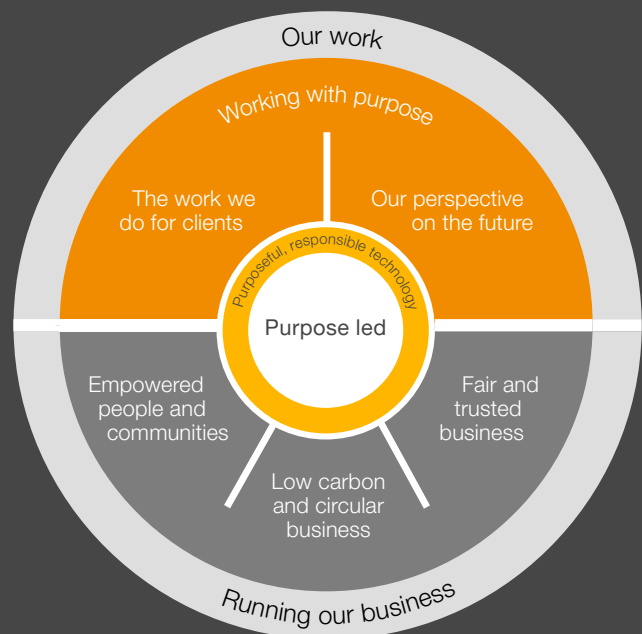 Our work
Working with purpose
The work we
do for clients
Our perspective
on the future
Purposeful, responsible technology
Purpose led
Empowered
people and
communities
Fair and
trusted
business
Low carbon
and circular
business
Running our business